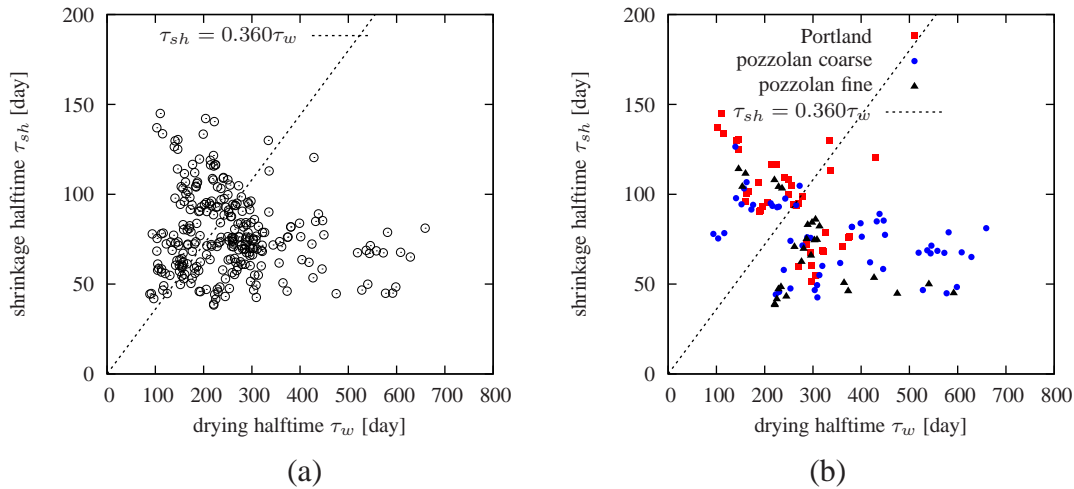 200
150
100
50
0
shrinkage halftime τsh [day]
τsh = 0.360τw
0 100 200 300 400 500 600 700 800
drying halftime τw [day]
(a)
200
150
100
50
0
shrinkage halftime τsh [day]
Portland
pozzolan coarse
pozzolan fine
τsh = 0.360τw
0 100 200 300 400 500 600 700 800
drying halftime τw [day]
(b)